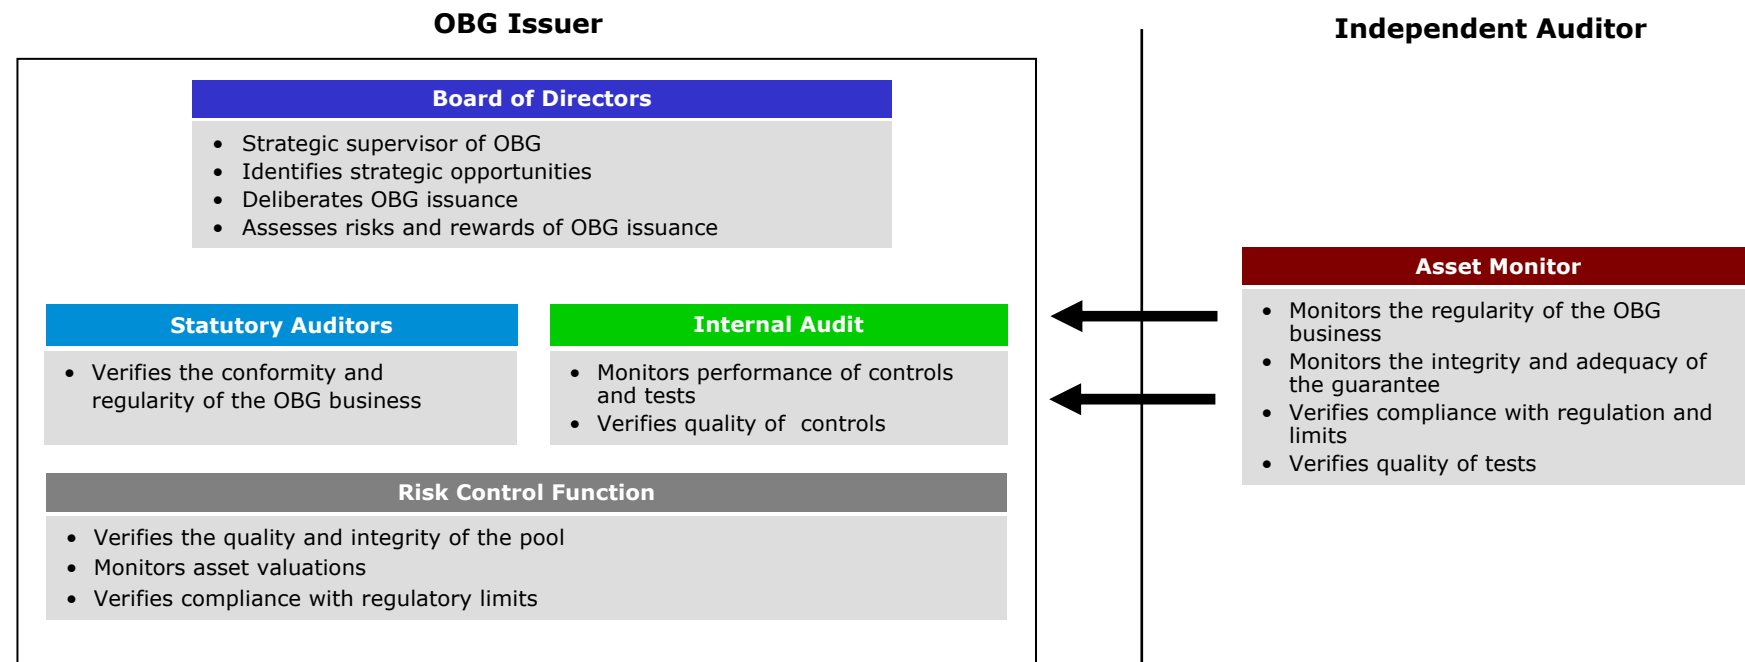 OBG Issuer
Independent Auditor
Board of Directors
• Strategic supervisor of OBG
• Identifies strategic opportunities
• Deliberates OBG issuance
• Assesses risks and rewards of OBG issuance
Statutory Auditors
• Verifies the conformity and
regularity of the OBG business
Internal Audit
• Monitors performance of controls
and tests
• Verifies quality of controls
Risk Control Function
• Verifies the quality and integrity of the pool
• Monitors asset valuations
• Verifies compliance with regulatory limits
Asset Monitor
• Monitors the regularity of the OBG
business
• Monitors the integrity and adequacy of
the guarantee
• Verifies compliance with regulation and
limits
• Verifies quality of tests